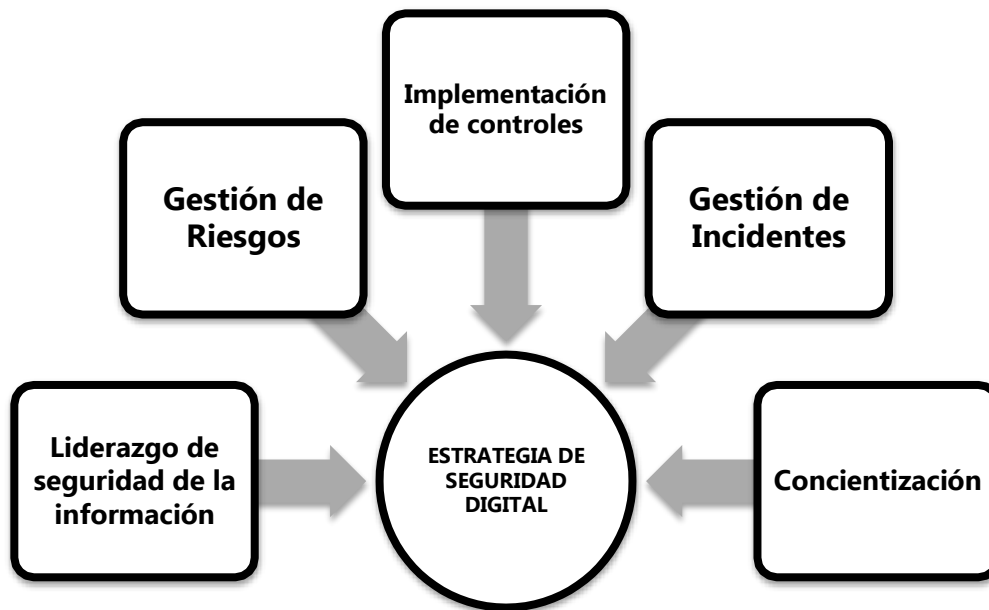 Implementación
de controles
Gestión de
Riesgos
Gestión de
Incidentes
Liderazgo de
seguridad de la
información
ESTRATEGIA DE
SEGURIDAD
DIGITAL
Concientización